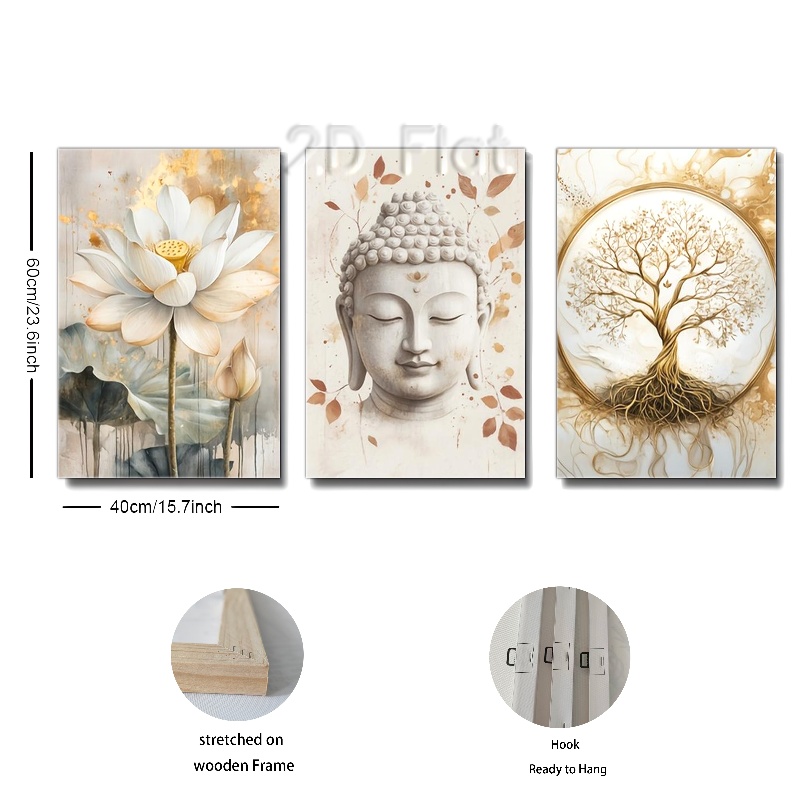 2D Flat
60cm/23.6inch
40cm/15.7inch
stretched on
wooden Frame
Hook
Ready to Hang